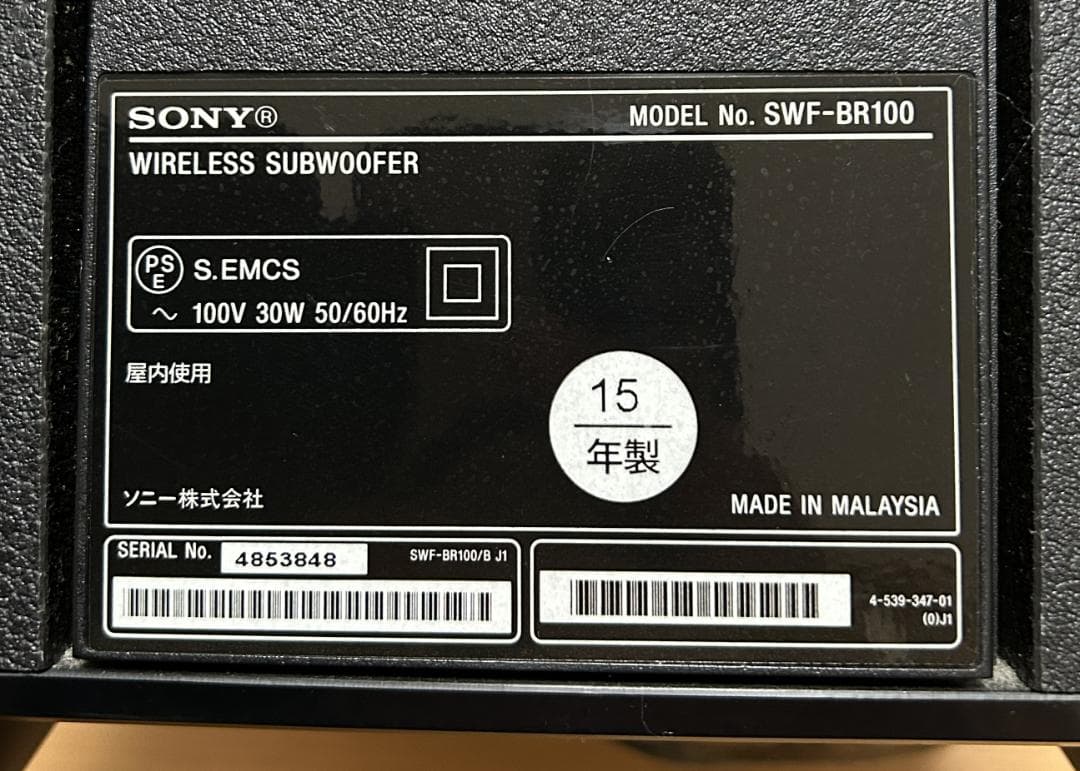 SONY®
MODEL No. SWF-BR100
WIRELESS SUBWOOFER
PS
E
S.EMCS
～ 100V 30W 50/60Hz
屋内使用
15
年製
ソニー株式会社
MADE IN MALAYSIA
SERIAL No. 4853848
SWF-BR100/B J1
4-539-347-01
(0)J1